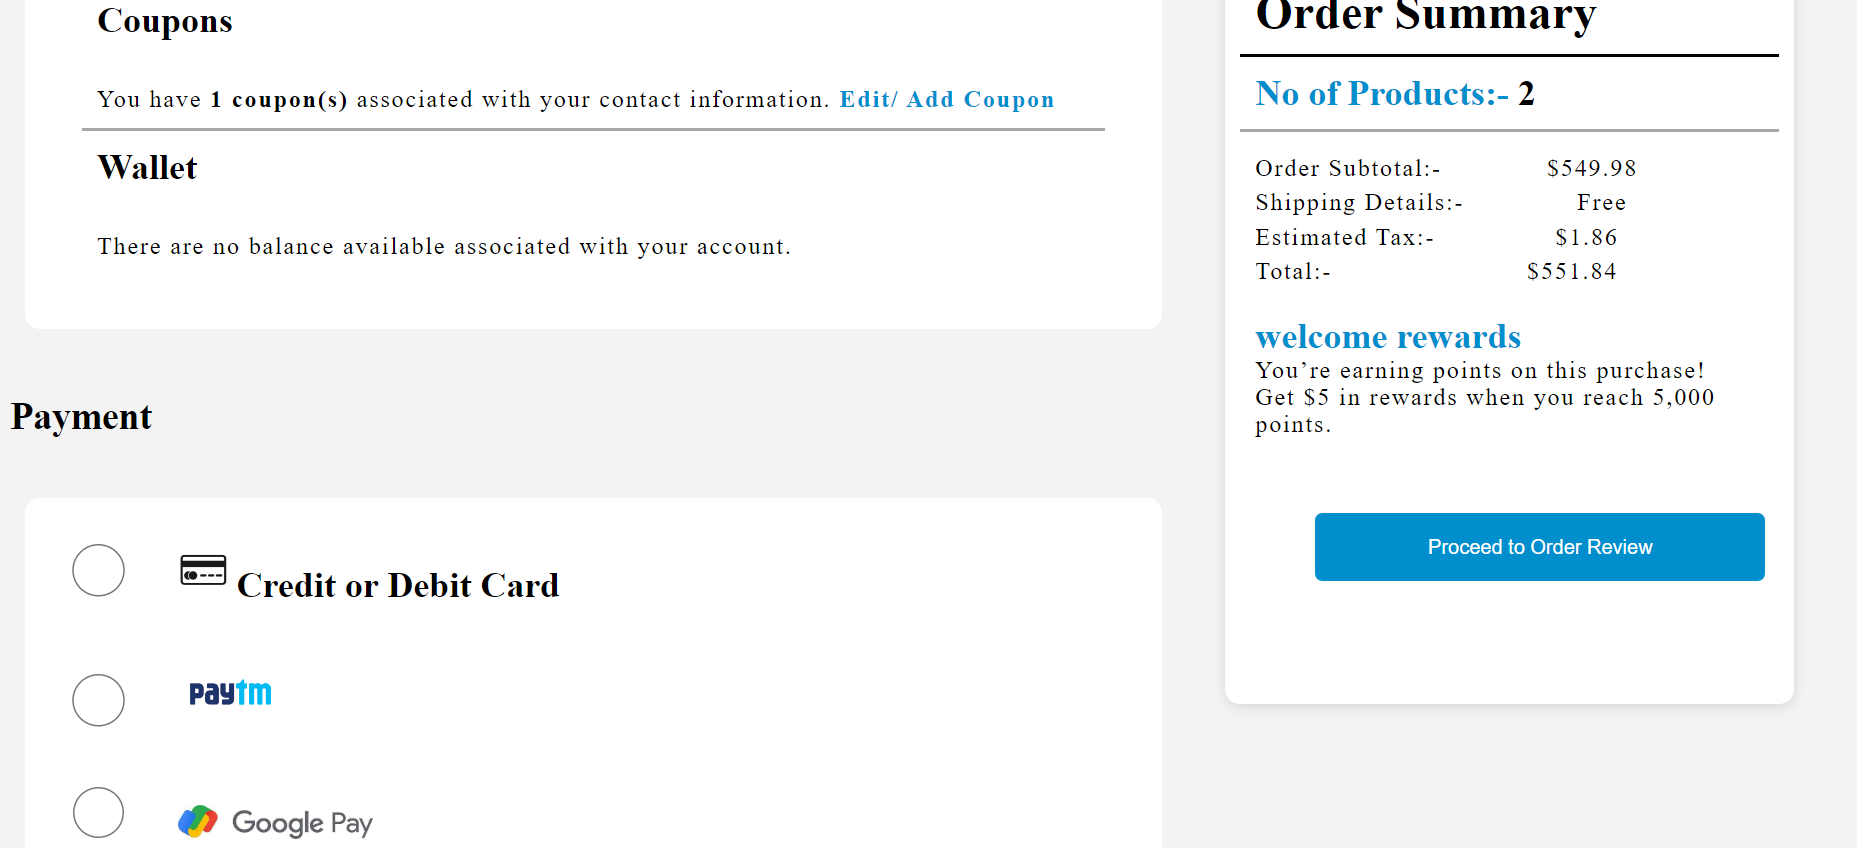 Coupons
You have 1 coupon(s) associated with your contact information. Edit/ Add Coupon
Wallet
There are no balance available associated with your account.
Payment
Credit or Debit Card
paytm
Google Pay
Order Summary
No of Products:- 2
Order Subtotal:- $549.98
Shipping Details:- Free
Estimated Tax:- $1.86
Total:- $551.84
welcome rewards
You’re earning points on this purchase!
Get $5 in rewards when you reach 5,000
points.
Proceed to Order Review